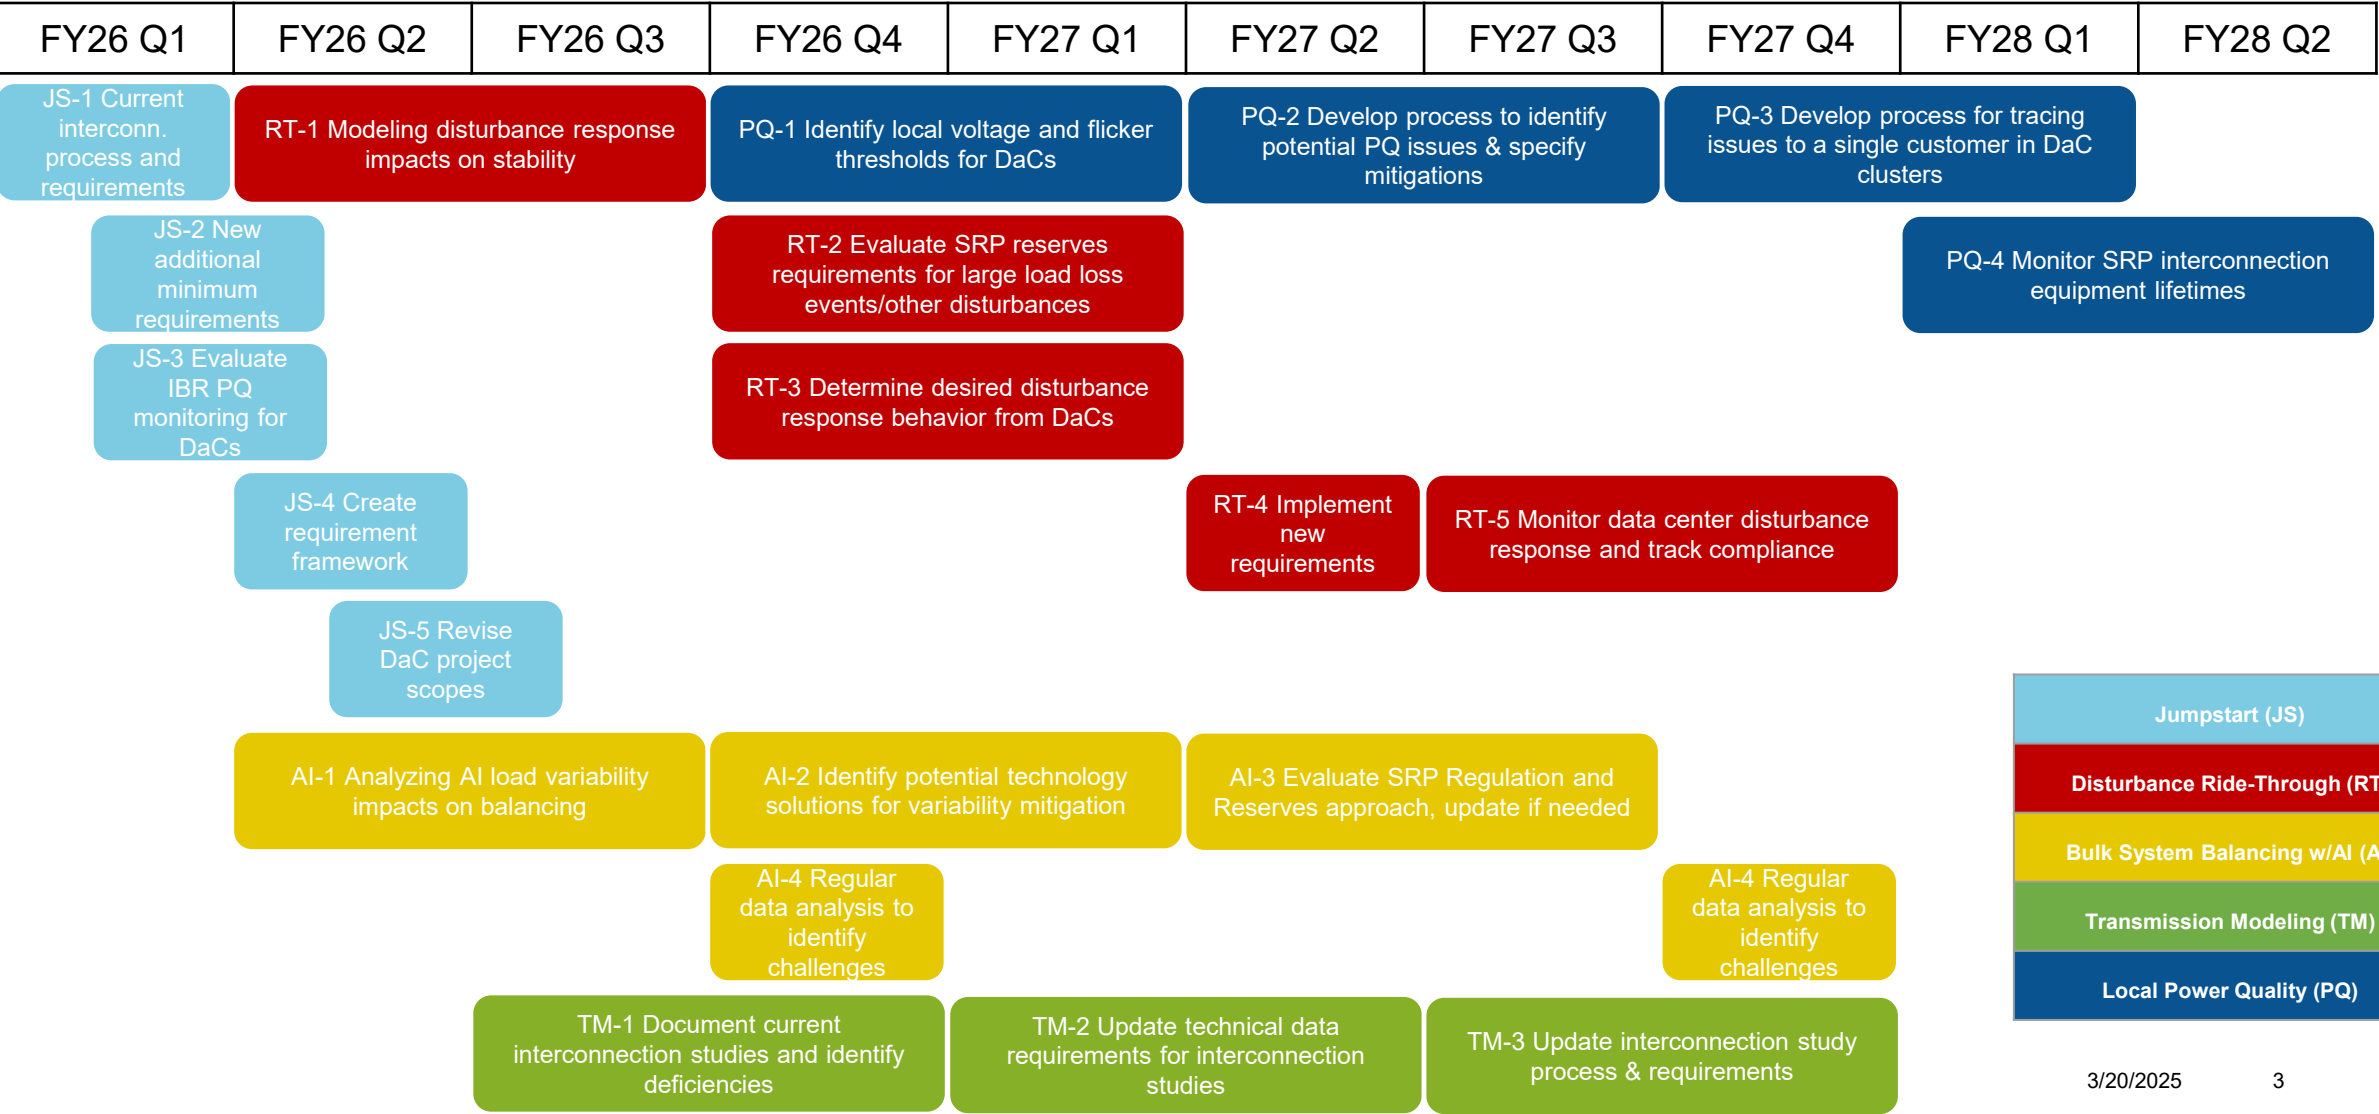 FY26 Q1
FY26 Q2
FY26 Q3
FY26 Q4
FY27 Q1
FY27 Q2
FY27 Q3
FY27 Q4
FY28 Q1
FY28 Q2
JS-1 Current
interconn.
process and
requirements
RT-1 Modeling disturbance response
impacts on stability
PQ-1 Identify local voltage and flicker
thresholds for DaCs
PQ-2 Develop process to identify
potential PQ issues & specify
mitigations
PQ-3 Develop process for tracing
issues to a single customer in DaC
clusters
JS-2 New
additional
minimum
requirements
RT-2 Evaluate SRP reserves
requirements for large load loss
events/other disturbances
PQ-4 Monitor SRP interconnection
equipment lifetimes
JS-3 Evaluate
IBR PQ
monitoring for
DaCs
RT-3 Determine desired disturbance
response behavior from DaCs
JS-4 Create
requirement
framework
RT-4 Implement
new
requirements
RT-5 Monitor data center disturbance
response and track compliance
JS-5 Revise
DaC project
scopes
AI-1 Analyzing AI load variability
impacts on balancing
AI-2 Identify potential technology
solutions for variability mitigation
AI-3 Evaluate SRP Regulation and
Reserves approach, update if needed
AI-4 Regular
data analysis to
identify
challenges
AI-4 Regular
data analysis to
identify
challenges
TM-1 Document current
interconnection studies and identify
deficiencies
TM-2 Update technical data
requirements for interconnection
studies
TM-3 Update interconnection study
process & requirements
Jumpstart (JS)
Disturbance Ride-Through (RT
Bulk System Balancing w/AI (A
Transmission Modeling (TM)
Local Power Quality (PQ)
3/20/2025
3